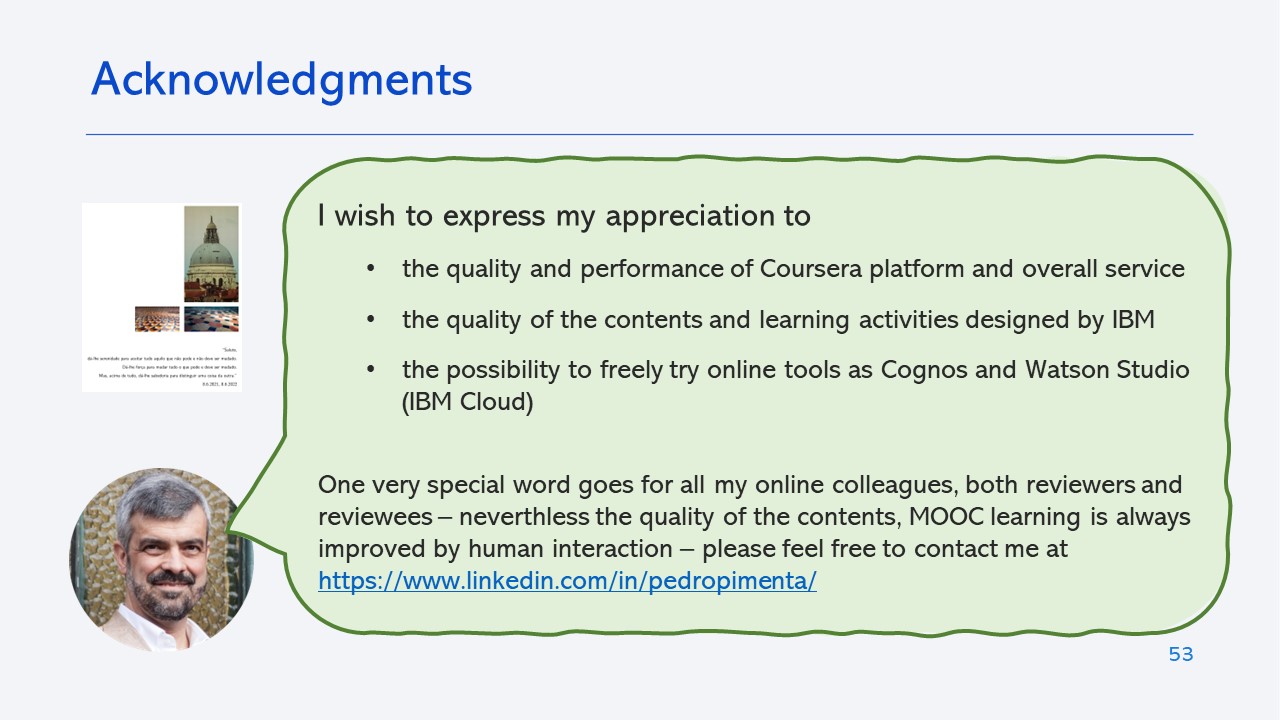 Acknowledgments
I wish to express my appreciation to
• the quality and performance of Coursera platform and overall service
• the quality of the contents and learning activities designed by IBM
• the possibility to freely try online tools as Cognos and Watson Studio
(IBM Cloud)
"Senhor,
dá-lhe serenidade para aceitar tudo aquilo que não pode e não deve ser mudado.
Dá-lhe força para mudar tudo o que pode e deve ser mudado.
Mas, acima de tudo, dá-lhe sabedoria para distinguir uma coisa da outra."
One very special word goes for all my online colleagues, both reviewers and
reviewees – neverthless the quality of the contents, MOOC learning is always
improved by human interaction – please feel free to contact me at
https://www.linkedin.com/in/pedropimenta/
53